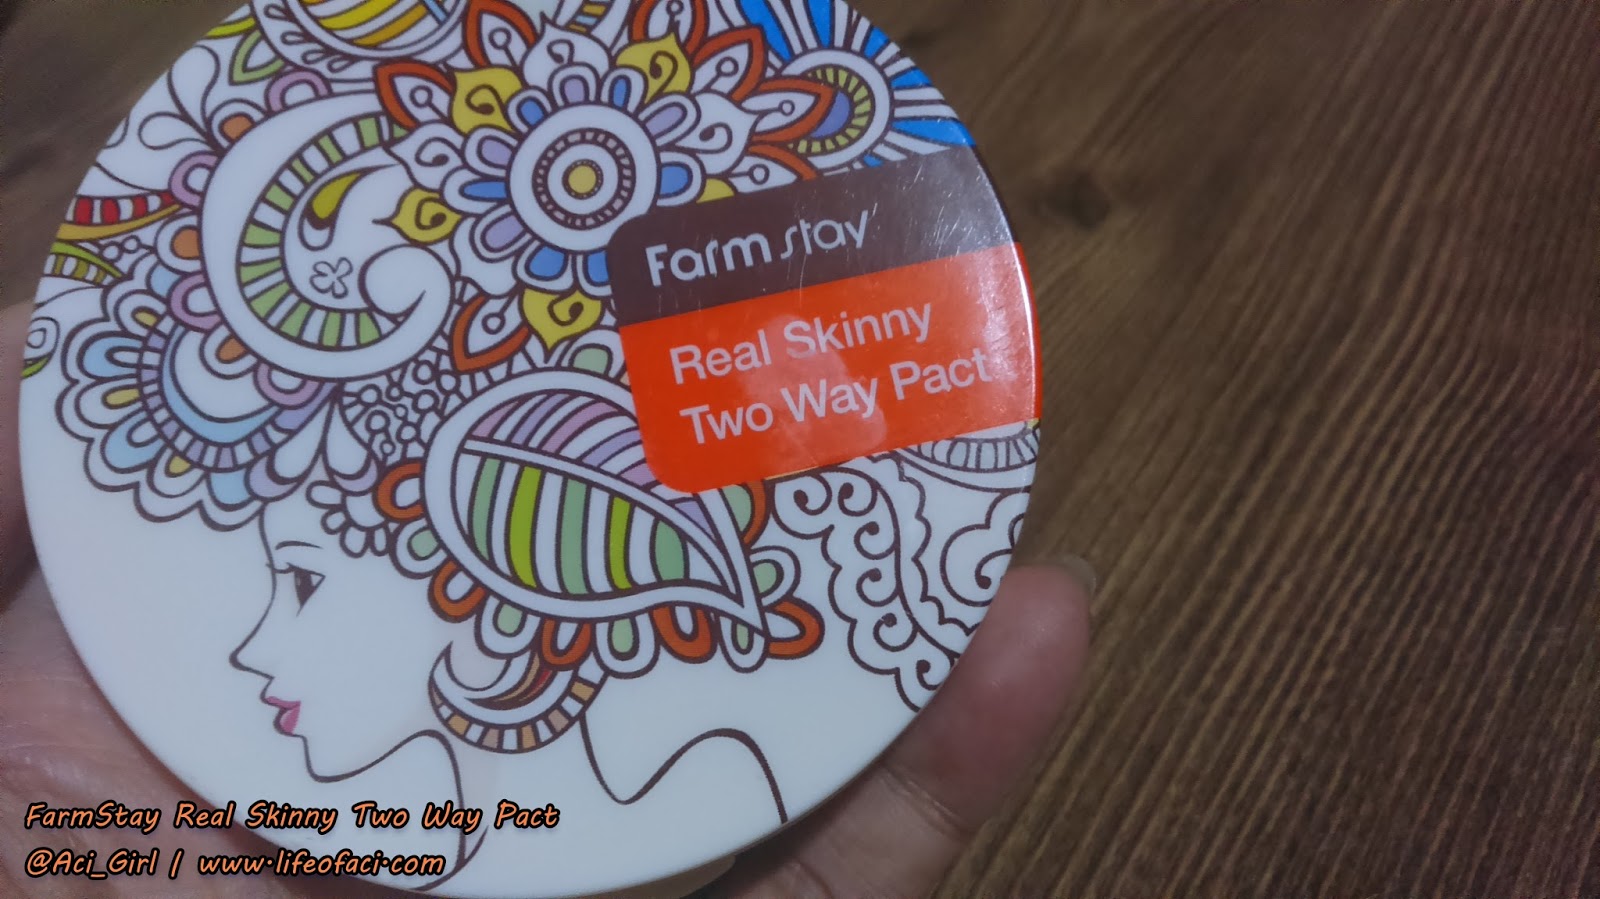 Farm stay
Real Skinny
Two Way Pact
FarmStay Real Skinny Two Way Pact
@Aci_Girl | www.lifeofaci.com